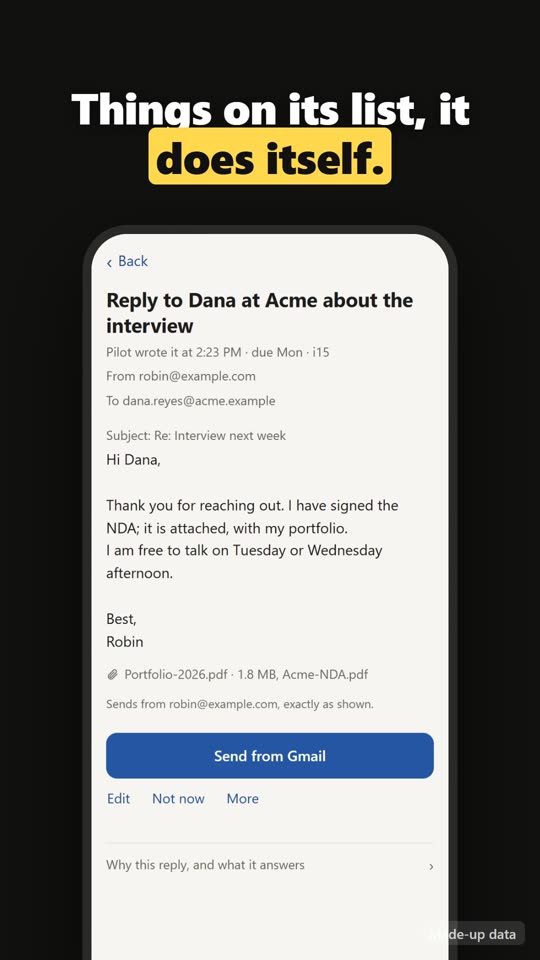 Things on its list, it
does itself.
‹ Back
Reply to Dana at Acme about the
interview
Pilot wrote it at 2:23 PM · due Mon · i15
From robin@example.com
To dana.reyes@acme.example
Subject: Re: Interview next week
Hi Dana,
Thank you for reaching out. I have signed the
NDA; it is attached, with my portfolio.
I am free to talk on Tuesday or Wednesday
afternoon.
Best,
Robin
Portfolio-2026.pdf · 1.8 MB, Acme-NDA.pdf
Sends from robin@example.com, exactly as shown.
Send from Gmail
Edit Not now More
Why this reply, and what it answers ›
Made-up data